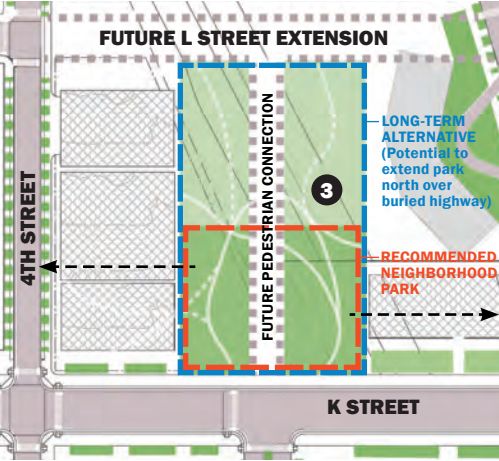 FUTURE L STREET EXTENSION
LONG-TERM
ALTERNATIVE
(Potential to
extend park
north over
buried highway)
3
FUTURE PEDESTRIAN CONNECTION
4TH STREET
RECOMMENDED
NEIGHBORHOOD
PARK
K STREET